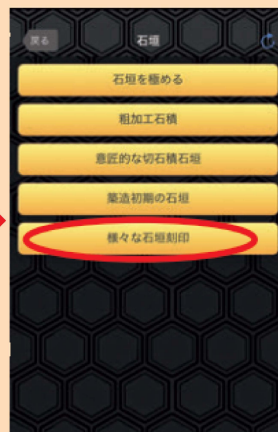 戻る
石垣
石垣を極める
粗加工石積
意匠的な切石積石垣
築造初期の石垣
様々な石垣刻印